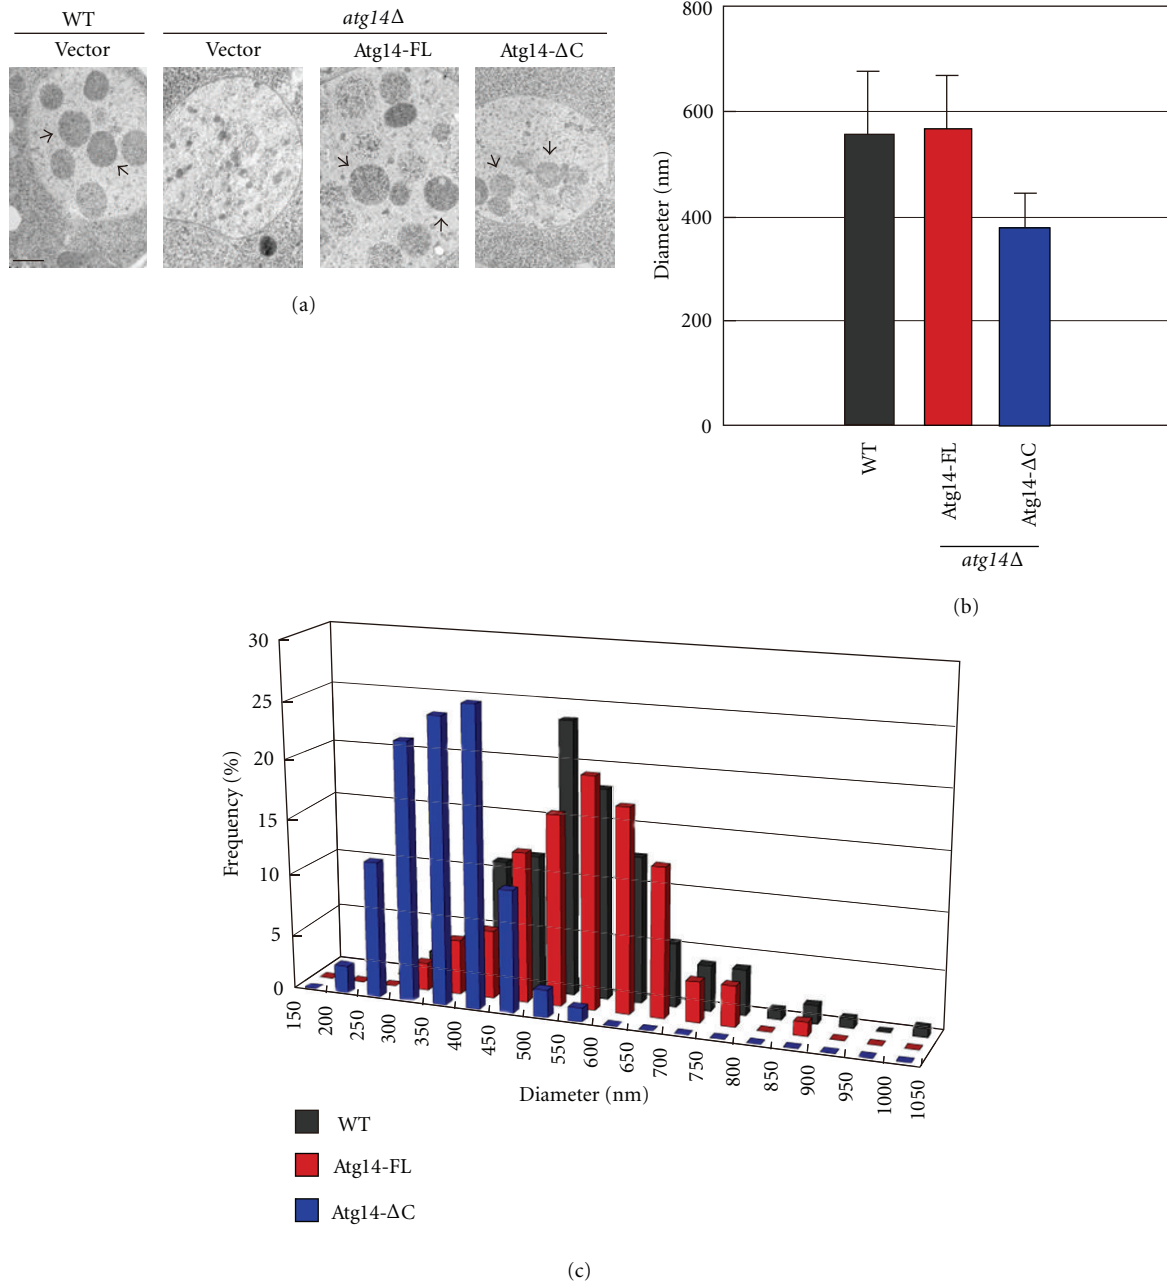 WT atg14Δ
Vector Vector Atg14-FL Atg14-ΔC
(a)
800
600
400
200
0
Diameter (nm)
WT
Atg14-FL
Atg14-ΔC
atg14Δ
(b)
30
25
20
15
10
5
0
Frequency (%)
150 200 250 300 350 400 450 500 550 600 650 700 750 800 850 900 950 1000 1050
Diameter (nm)
WT
Atg14-FL
Atg14-ΔC
(c)